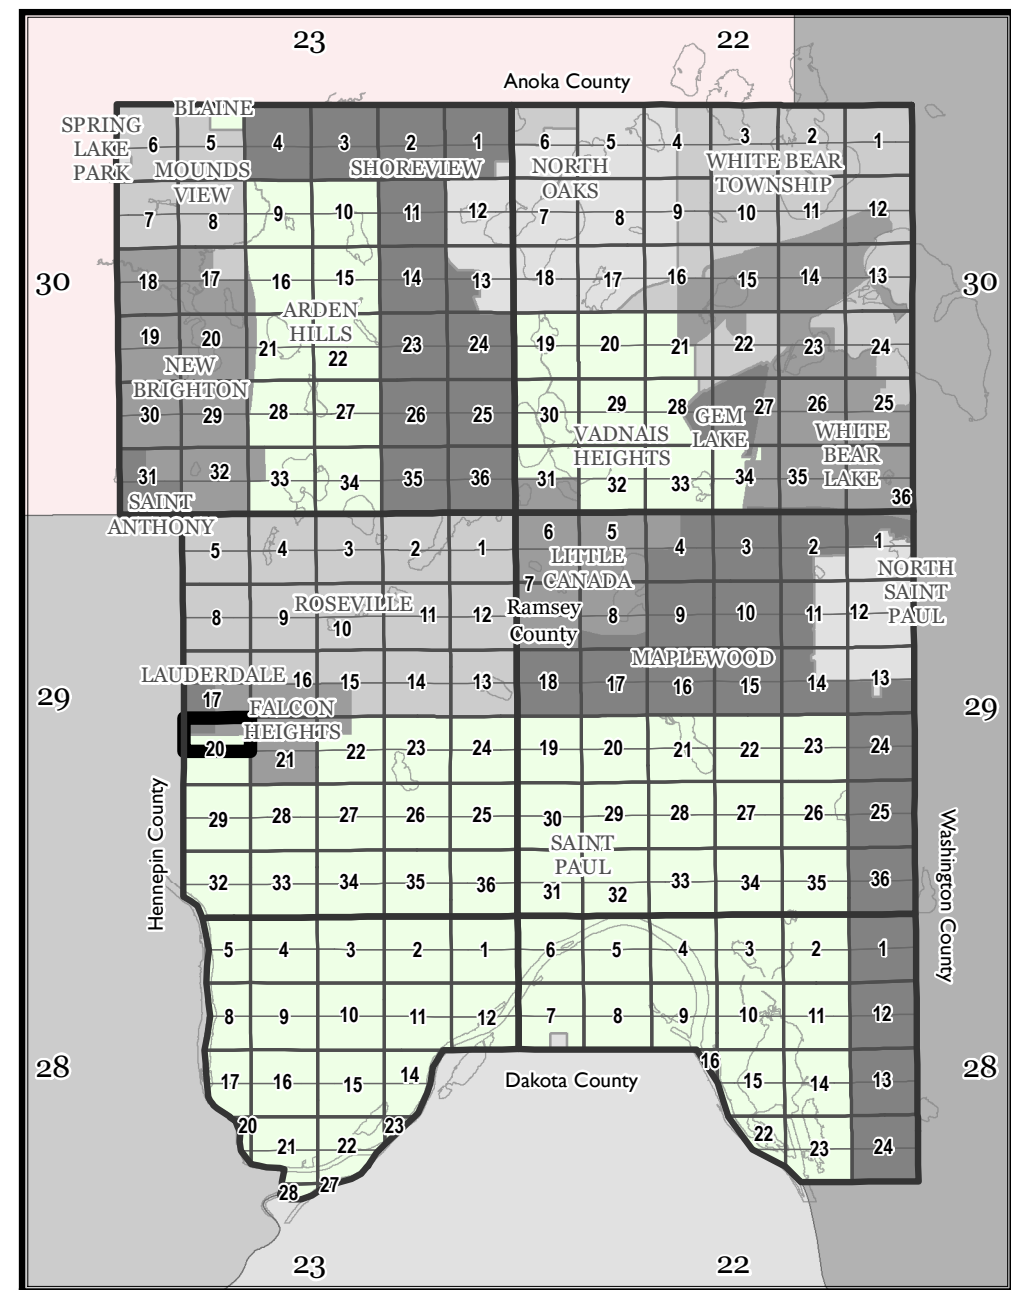 23 22
Anoka County
BLAINE
SPRING
LAKE
PARK
6 5 4 3 2 1 6 5 4 3 2 1
MOUNDS
VIEW
SHOREVIEW
NORTH
OAKS
WHITE BEAR
TOWNSHIP
7 8 9 10 11 12 7 8 9 10 11 12
30 18 17 16 15 14 13 18 17 16 15 14 13 30
ARDEN
HILLS
19 20 21 22 23 24 19 20 21 22 23 24
NEW
BRIGHTON
30 29 28 27 26 25 30 29 28 27 26 25
GEM
LAKE
VADNAIS
HEIGHTS
WHITE
BEAR
LAKE
31 32 33 34 35 36 31 32 33 34 35 36
SAINT
ANTHONY
5 4 3 2 1 6 5 4 3 2 1
LITTLE
CANADA
NORTH
SAINT
PAUL
8 9 10 11 12 7 8 9 10 11 12
ROSEVILLE
Ramsey
County
MAPLEWOOD
LAUDERDALE
29 17 16 15 14 13 18 17 16 15 14 13 29
FALCON
HEIGHTS
20 21 22 23 24 19 20 21 22 23 24
29 28 27 26 25 30 29 28 27 26 25
SAINT
PAUL
32 33 34 35 36 31 32 33 34 35 36
Hennepin County
Washington County
5 4 3 2 1 6 5 4 3 2 1
8 9 10 11 12 7 8 9 10 11 12
28 17 16 15 14 16 15 14 13 28
Dakota County
20 21 22 23 22 23 24
28 27
23 22